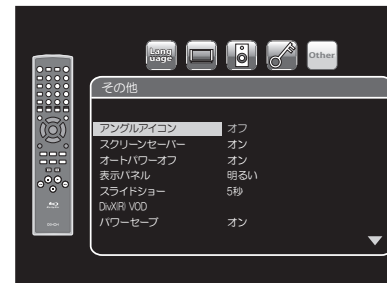 Lang
uage
Other
その他
アングルアイコン オフ
スクリーンセーバー オン
オートパワーオフ オン
表示パネル 明るい
スライドショー 5秒
DivX(R) VOD
パワーセーブ オン